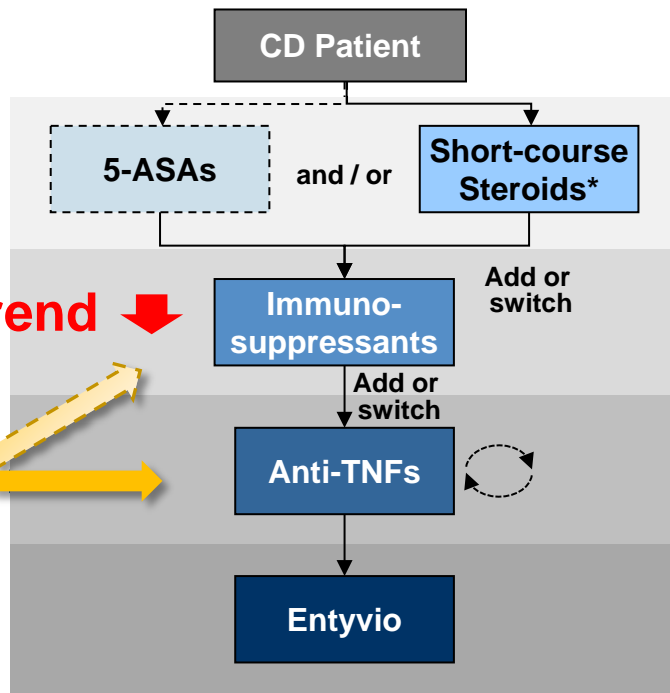 CD Patient
5-ASAs
and / or
Short-course
Steroids*
Add or
switch
rend
Immuno-
suppressants
Add or
switch
Anti-TNFs
Entyvio